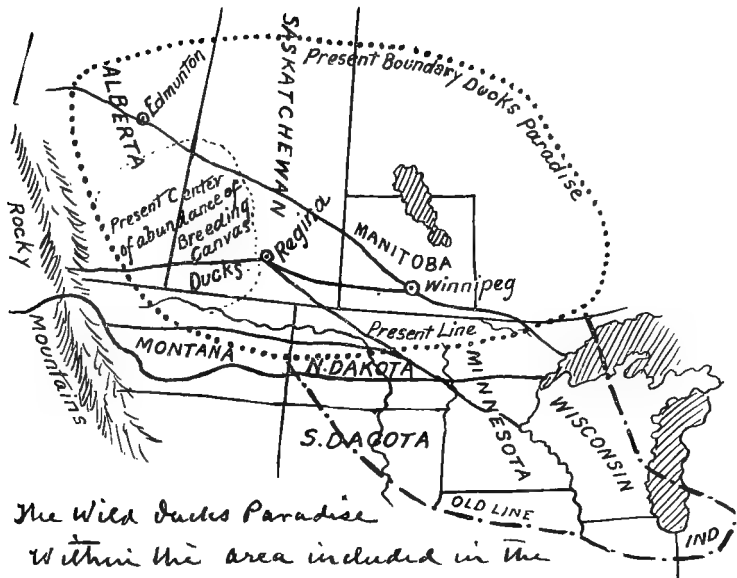 SASKATCHEWAN
Present Boundary Ducks Paradise
ALBERTA
Edmunton
Present Center
of abundance of
Breeding
Canvas
Ducks
Regina
MANITOBA
Winnipeg
Rocky
Mountains
Present Line
MONTANA
N. DAKOTA
MINNESOTA
WISCONSIN
S. DACOTA
OLD LINE
IND
The Wild Ducks Paradise
Within the area included in the